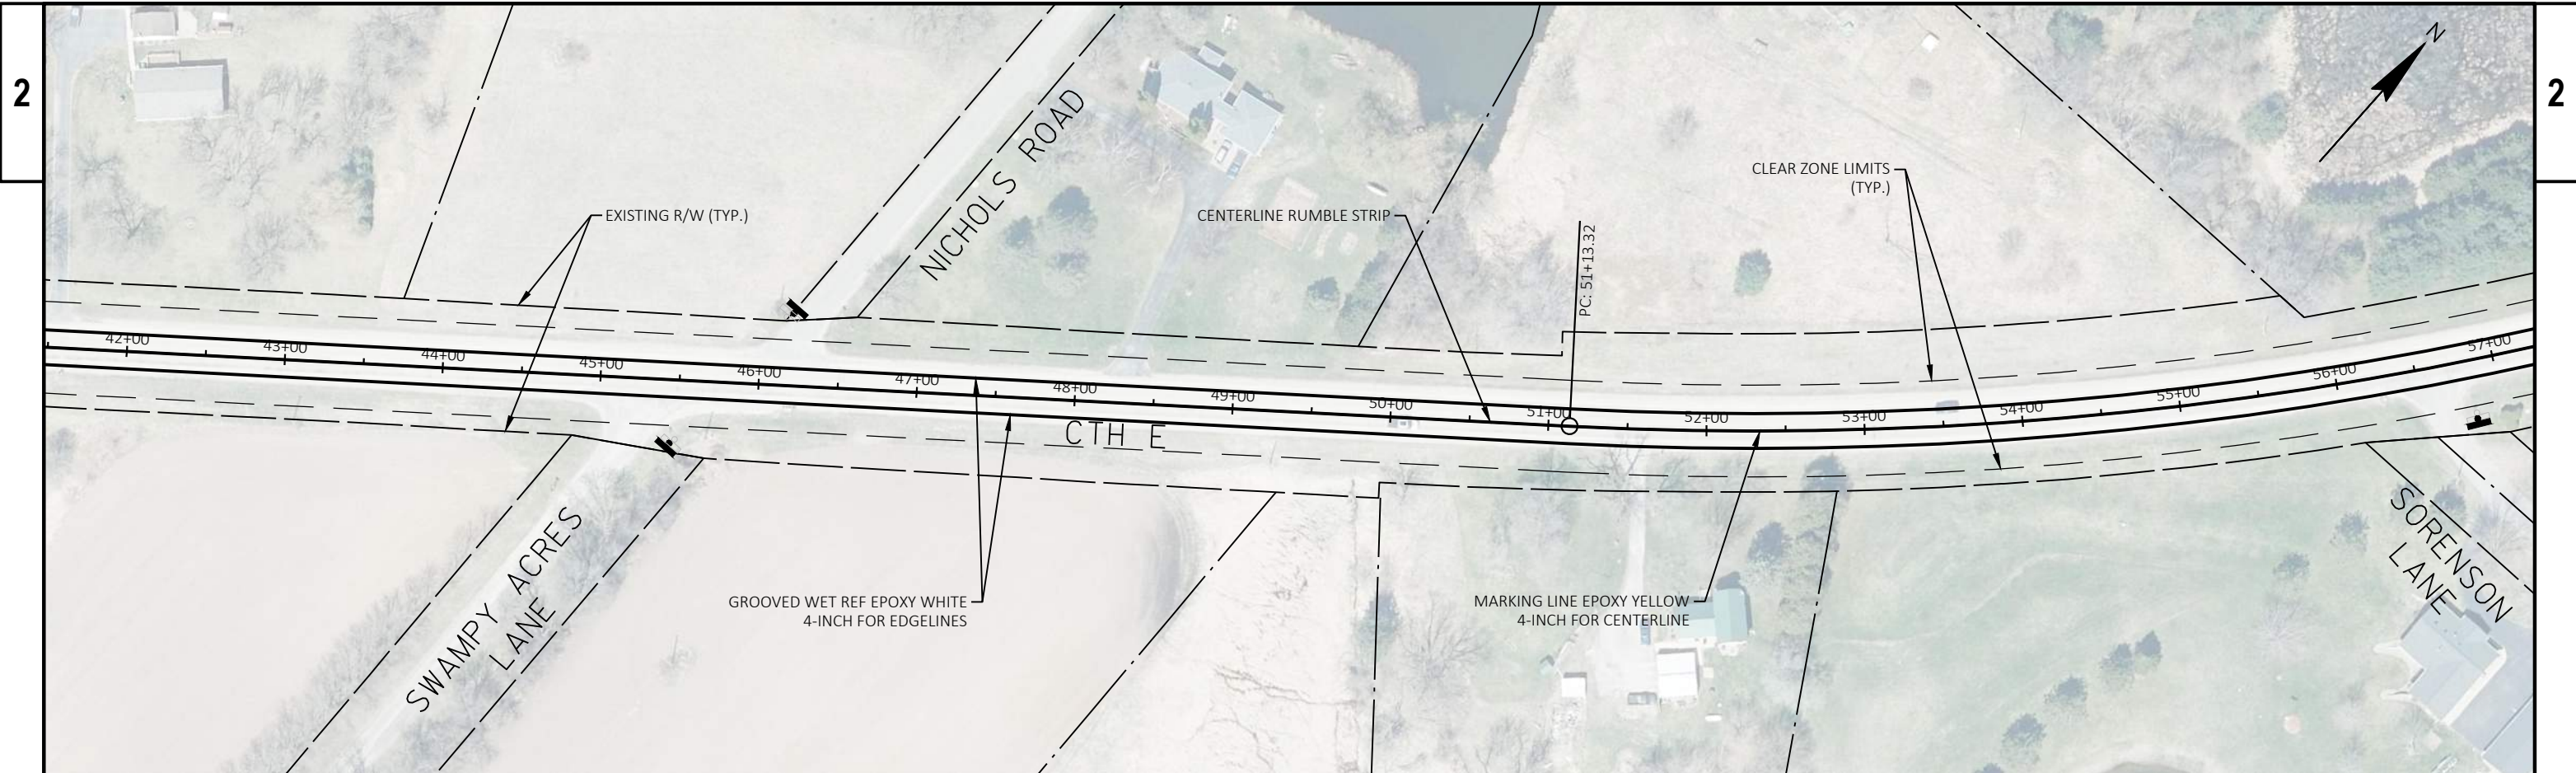 2
2
N
NICHOLS ROAD
CLEAR ZONE LIMITS
(TYP.)
EXISTING R/W (TYP.)
CENTERLINE RUMBLE STRIP
PC: 51+13.32
42+00
43+00
44+00
45+00
46+00
47+00
48+00
49+00
50+00
51+00
52+00
53+00
54+00
55+00
56+00
57+00
CTH E
SWAMPY ACRES
LANE
GROOVED WET REF EPOXY WHITE
4-INCH FOR EDGELINES
MARKING LINE EPOXY YELLOW
4-INCH FOR CENTERLINE
SORENSON
LANE